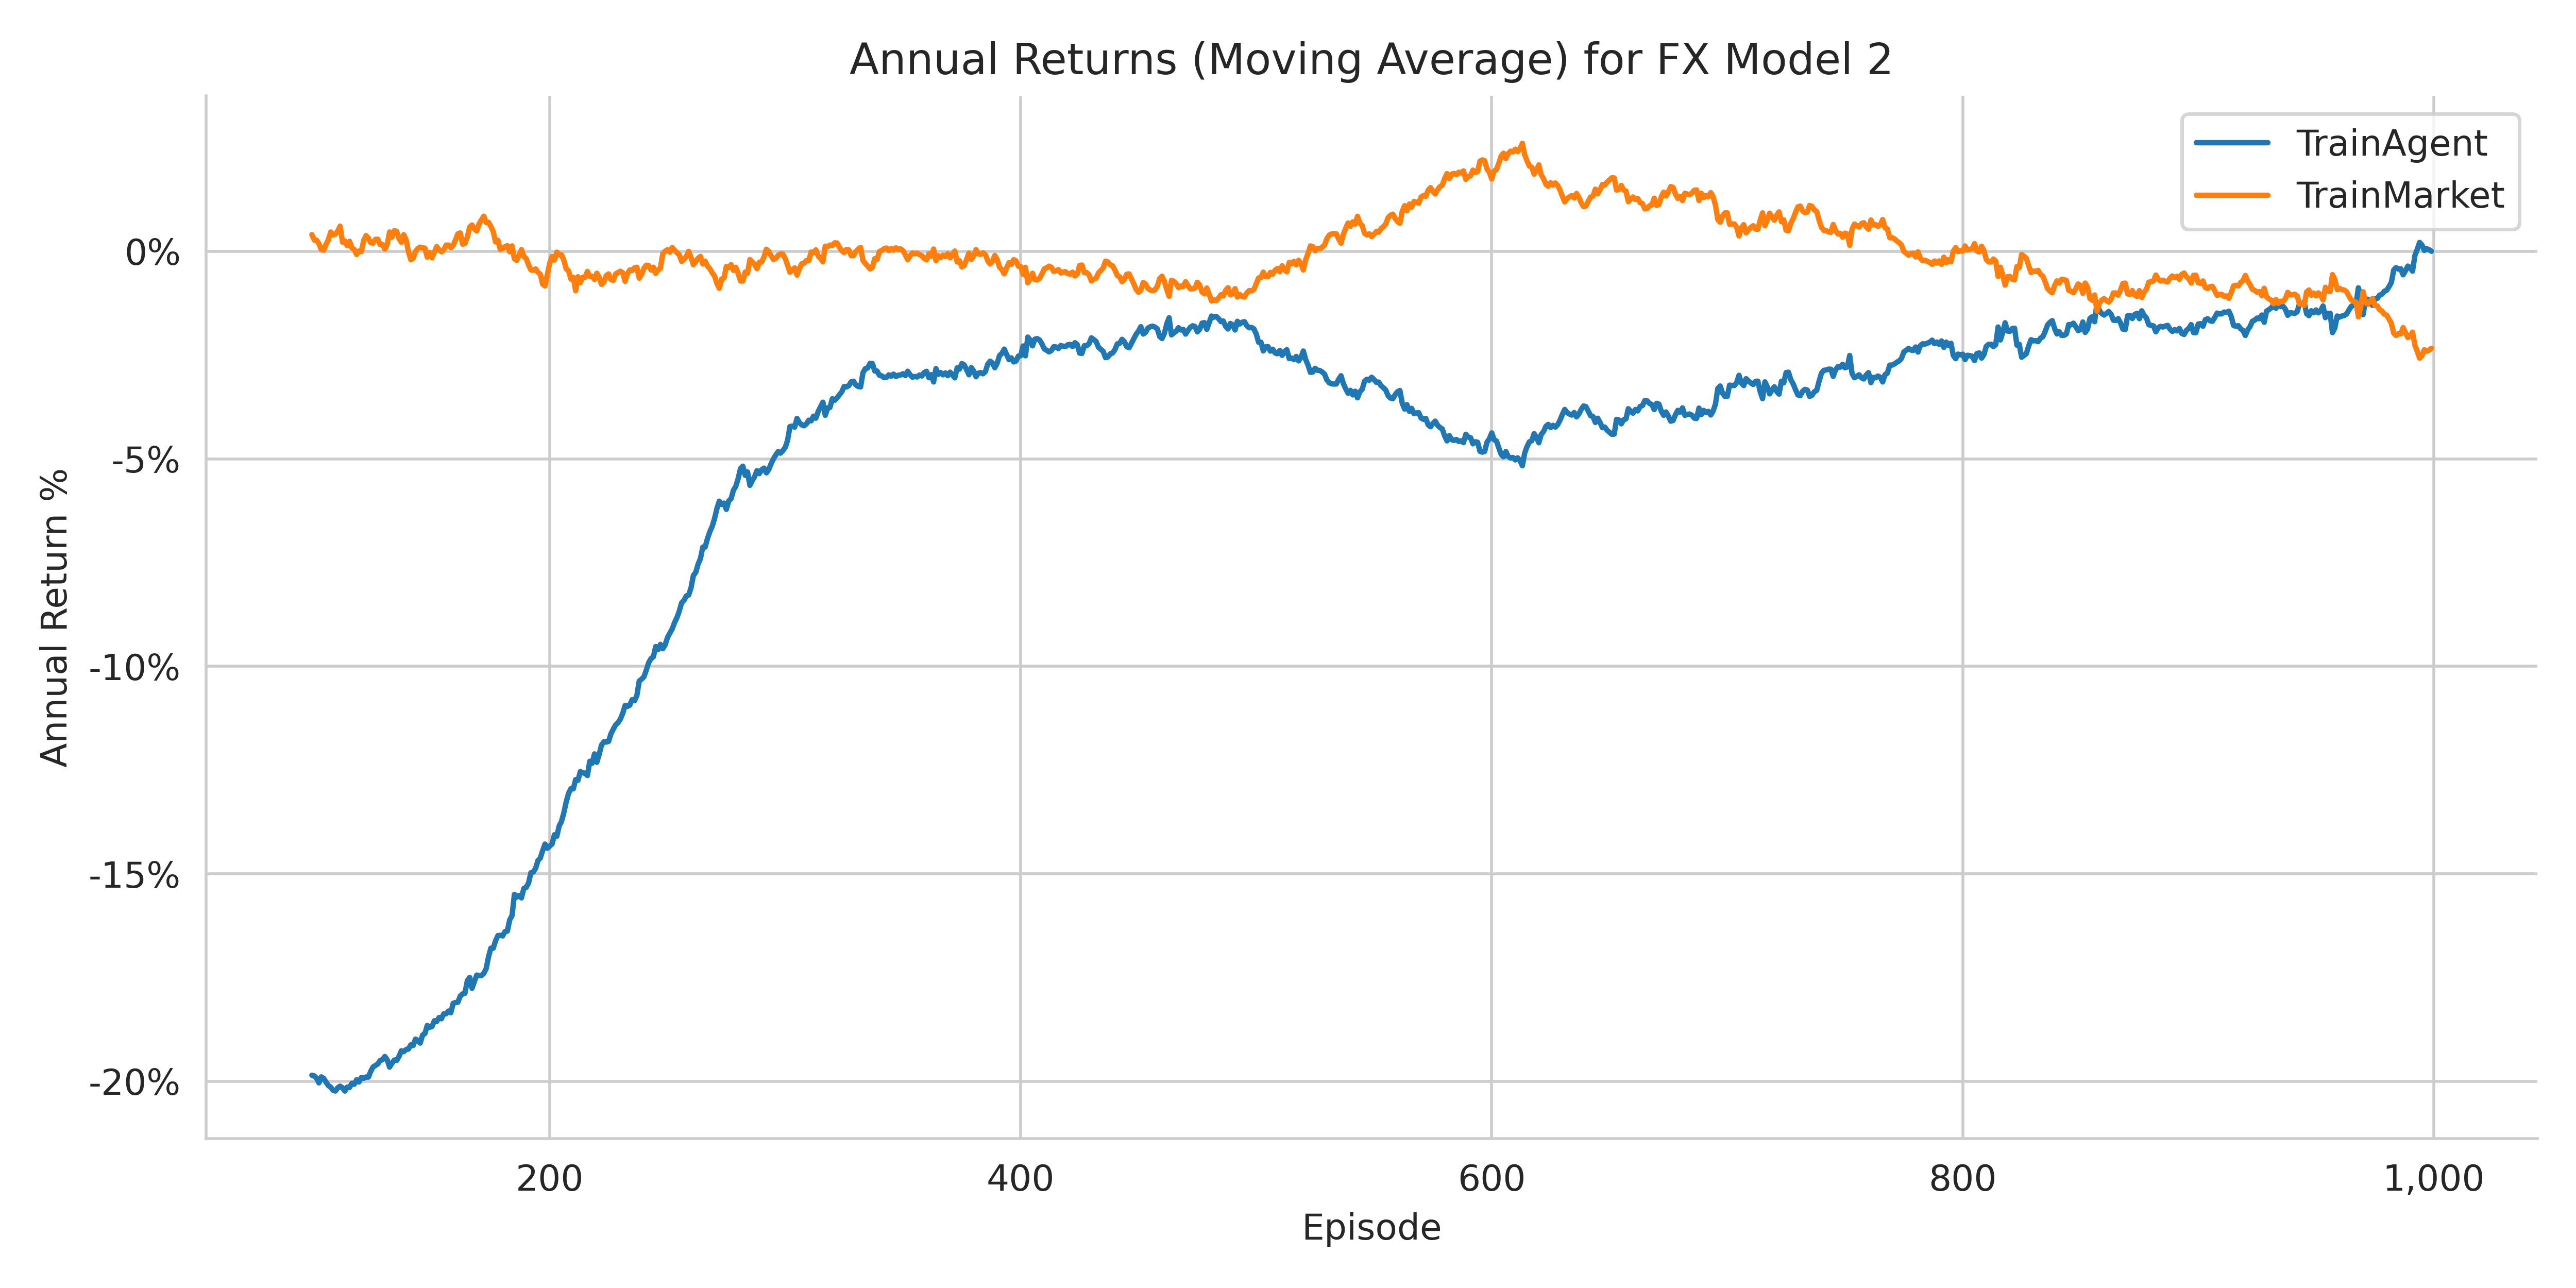 Annual Returns (Moving Average) for FX Model 2
TrainAgent
TrainMarket
Annual Return %
0%
-5%
-10%
-15%
-20%
200
400
600
800
1,000
Episode